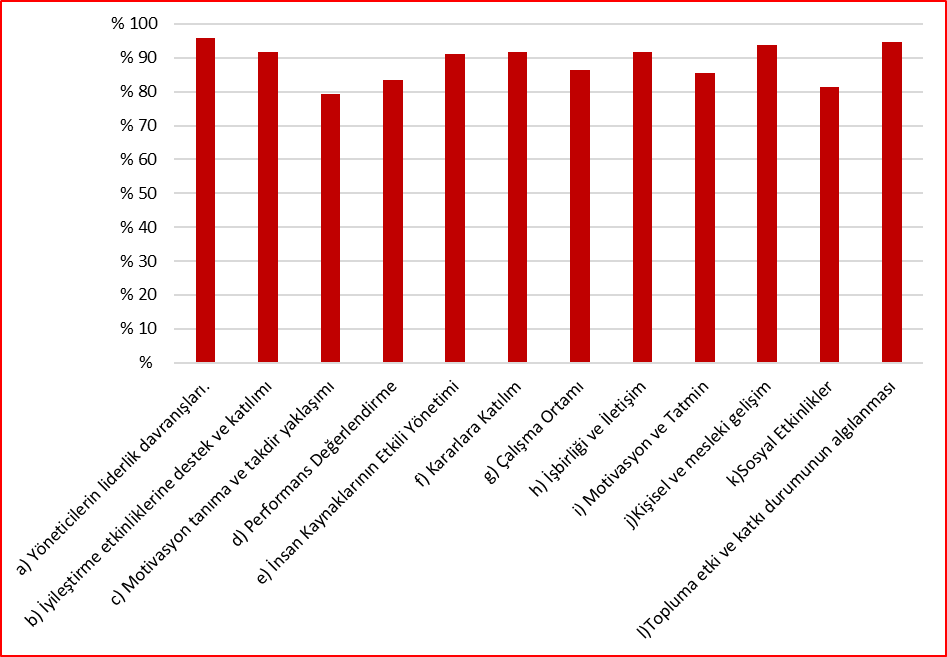 % 100
% 90
% 80
% 70
% 60
% 50
% 40
% 30
% 20
% 10
%
a) Yöneticilerin liderlik davranışları.
b) İyileştirme etkinliklerine destek ve katılımı
c) Motivasyon tanıma ve takdir yaklaşımı
d) Performans Değerlendirme
e) İnsan Kaynaklarının Etkili Yönetimi
f) Kararlara Katılım
g) Çalışma Ortamı
h) İşbirliği ve İletişim
i) Motivasyon ve Tatmin
j)Kişisel ve mesleki gelişim
k)Sosyal Etkinlikler
l)Topluma etki ve katkı durumunun algılanması